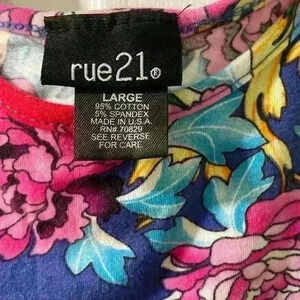 rue21®
LARGE
95% COTTON
5% SPANDEX
MADE IN U.S.A.
RN# 70829
SEE REVERSE
FOR CARE